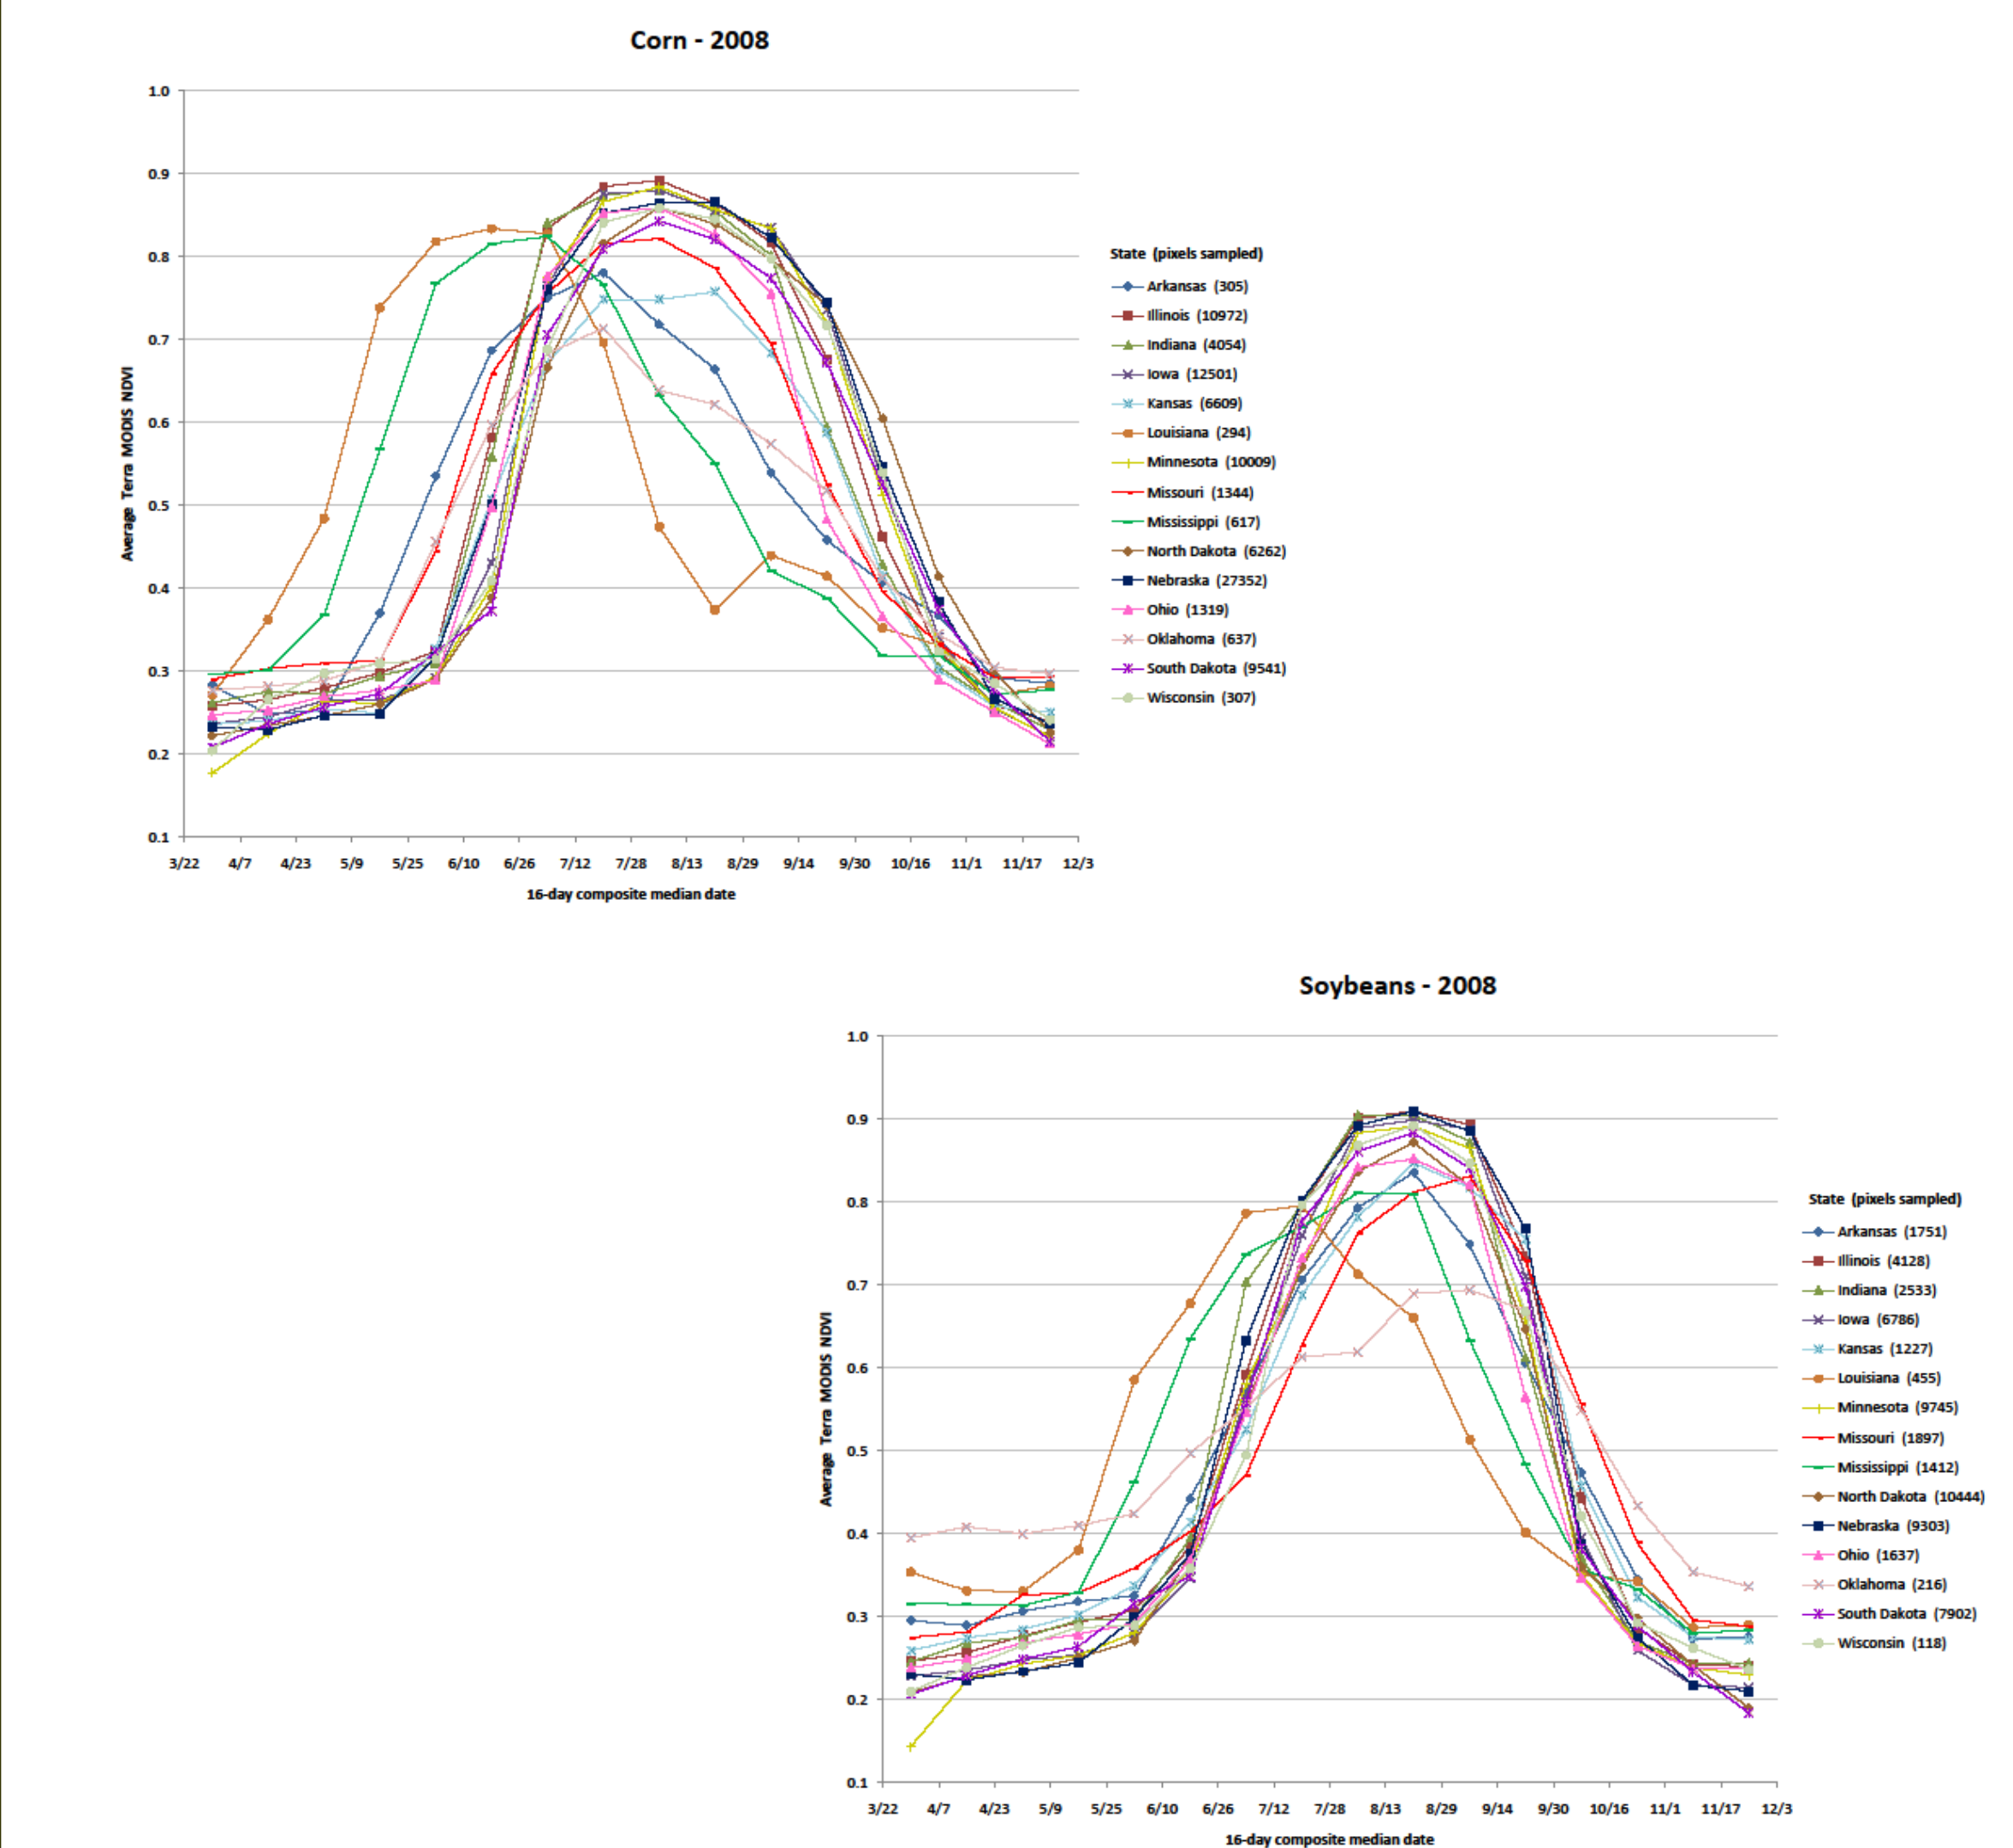 Corn - 2008
1.0
0.9
0.8
0.7
0.6
0.5
0.4
0.3
0.2
0.1
Average Terra MODIS NDVI
3/22 4/7 4/23 5/9 5/25 6/10 6/26 7/12 7/28 8/13 8/29 9/14 9/30 10/16 11/1 11/17 12/3
16-day composite median date
State (pixels sampled)
Arkansas (305)
Illinois (10972)
Indiana (4054)
Iowa (12501)
Kansas (6609)
Louisiana (294)
Minnesota (10009)
Missouri (1344)
Mississippi (617)
North Dakota (6262)
Nebraska (27352)
Ohio (1319)
Oklahoma (637)
South Dakota (9541)
Wisconsin (307)
Soybeans - 2008
1.0
0.9
0.8
0.7
0.6
0.5
0.4
0.3
0.2
0.1
Average Terra MODIS NDVI
3/22 4/7 4/23 5/9 5/25 6/10 6/26 7/12 7/28 8/13 8/29 9/14 9/30 10/16 11/1 11/17 12/3
16-day composite median date
State (pixels sampled)
Arkansas (1751)
Illinois (4128)
Indiana (2533)
Iowa (6786)
Kansas (1227)
Louisiana (455)
Minnesota (9745)
Missouri (1897)
Mississippi (1412)
North Dakota (10444)
Nebraska (9303)
Ohio (1637)
Oklahoma (216)
South Dakota (7902)
Wisconsin (118)